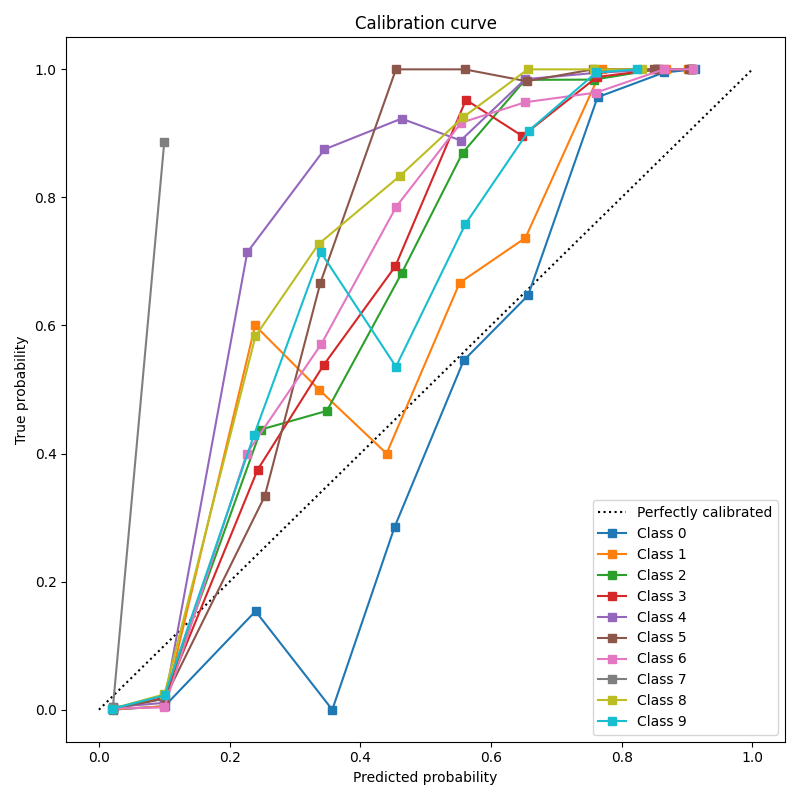 Calibration curve
True probability
1.0
0.8
0.6
0.4
0.2
0.0
0.0 0.2 0.4 0.6 0.8 1.0
Predicted probability
Perfectly calibrated
Class 0
Class 1
Class 2
Class 3
Class 4
Class 5
Class 6
Class 7
Class 8
Class 9